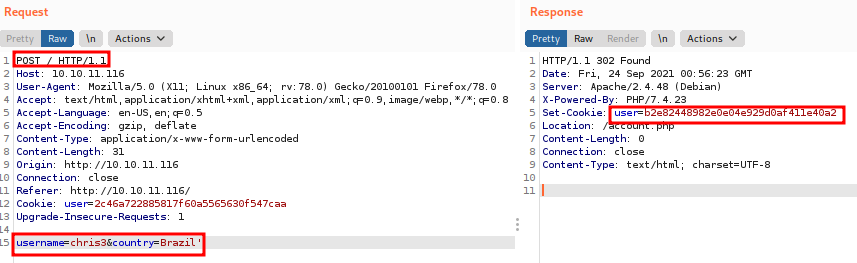 Request
Pretty Raw \n Actions
1 POST / HTTP/1.1
2 Host: 10.10.11.116
3 User-Agent: Mozilla/5.0 (X11; Linux x86_64; rv:78.0) Gecko/20100101 Firefox/78.0
4 Accept: text/html,application/xhtml+xml,application/xml;q=0.9,image/webp,*/*;q=0.8
5 Accept-Language: en-US,en;q=0.5
6 Accept-Encoding: gzip, deflate
7 Content-Type: application/x-www-form-urlencoded
8 Content-Length: 31
9 Origin: http://10.10.11.116
10 Connection: close
11 Referer: http://10.10.11.116/
12 Cookie: user=2c46a722885817f60a5565630f547caa
13 Upgrade-Insecure-Requests: 1
14
15 username=chris3&country=Brazil'
Response
Pretty Raw Render \n Actions
1 HTTP/1.1 302 Found
2 Date: Fri, 24 Sep 2021 00:56:23 GMT
3 Server: Apache/2.4.48 (Debian)
4 X-Powered-By: PHP/7.4.23
5 Set-Cookie: user=b2e82448982e0e04e929d0af411e40a2
6 Location: /account.php
7 Content-Length: 0
8 Connection: close
9 Content-Type: text/html; charset=UTF-8
10
11